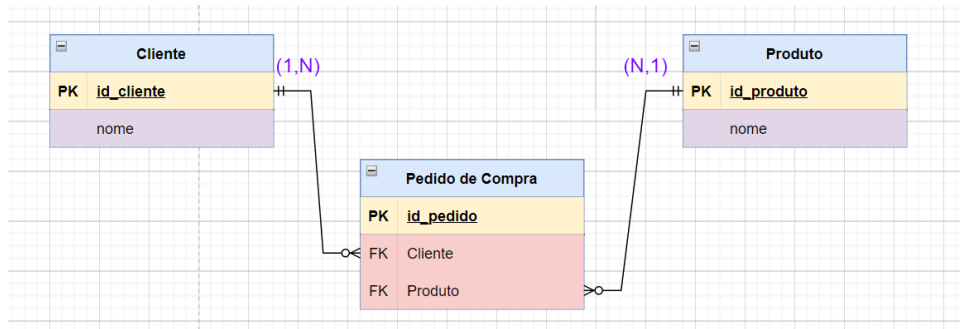 Cliente
(1,N)
PK id_cliente
nome
Produto
(N,1)
PK id_produto
nome
Pedido de Compra
PK id_pedido
FK Cliente
FK Produto